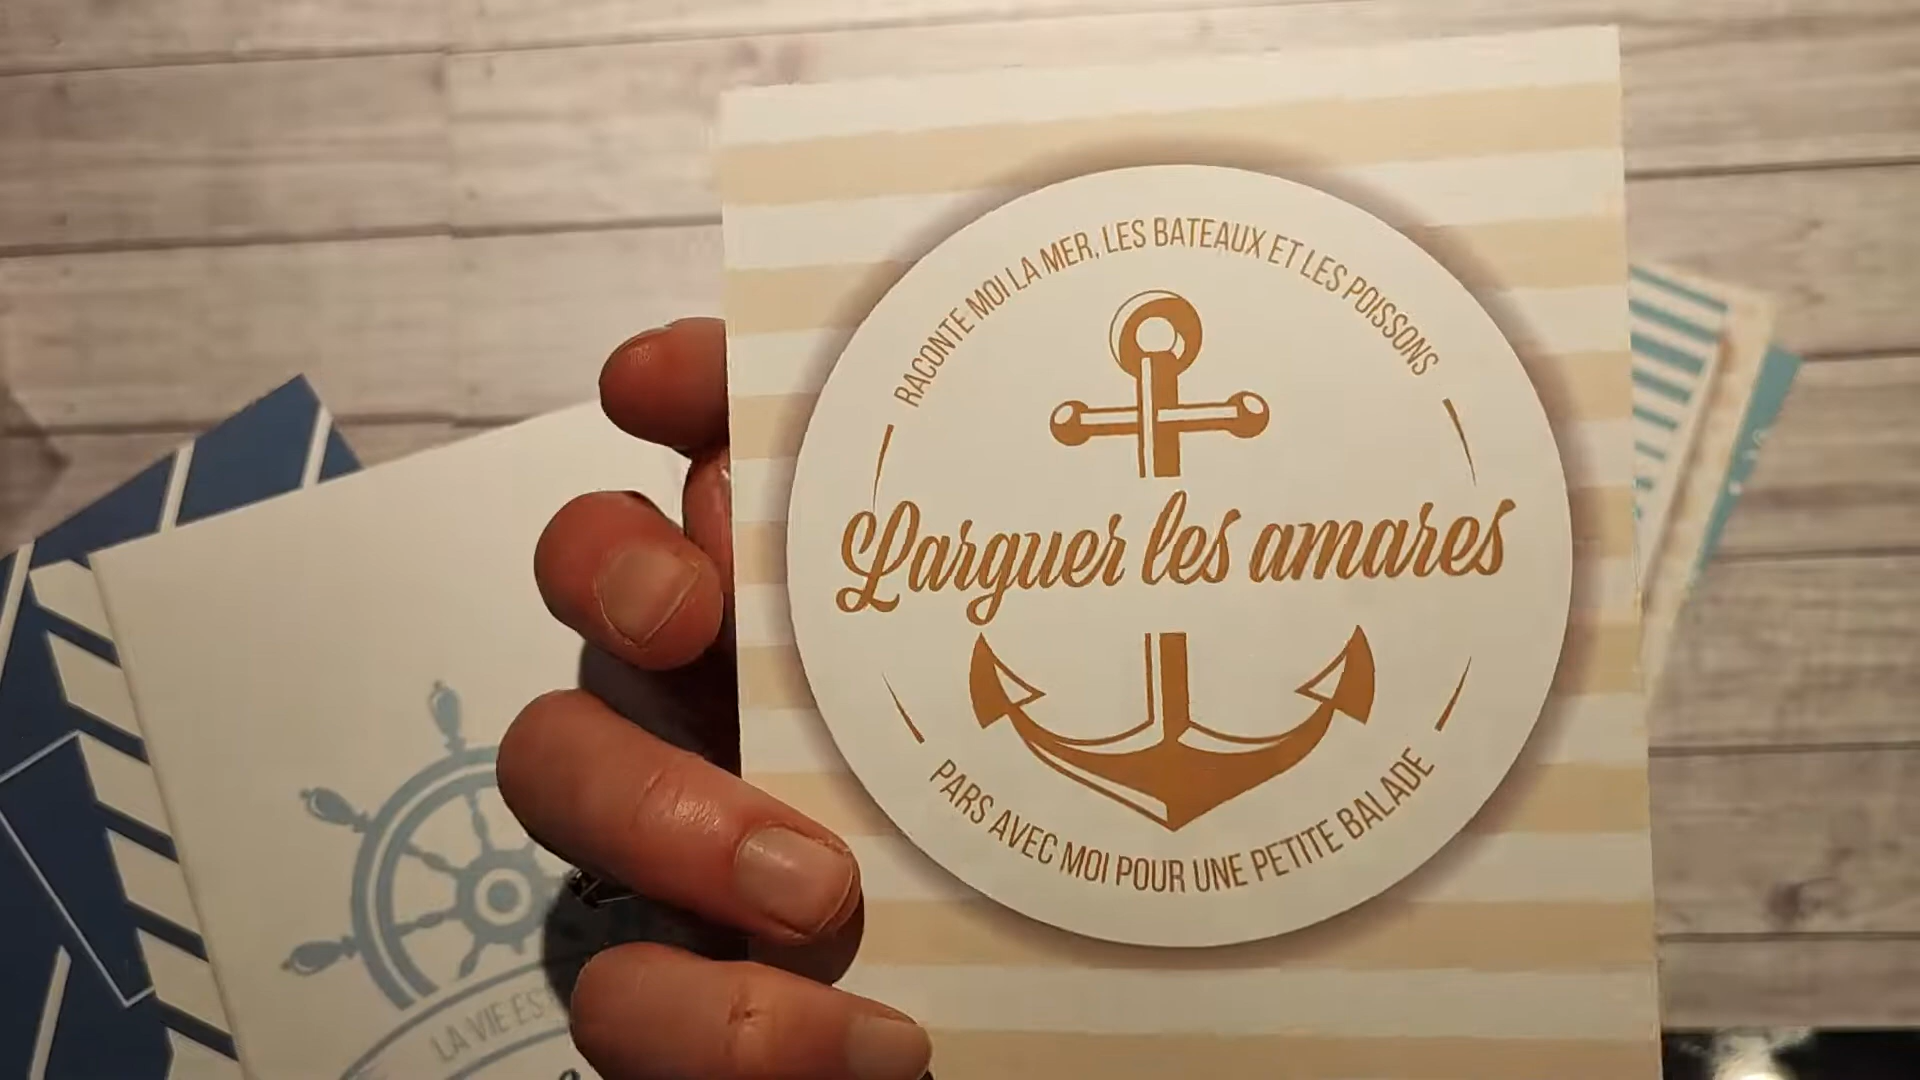 RACONTE MOI LA MER, LES BATEAUX ET LES POISSONS
Larguer les amares
PARS AVEC MOI POUR UNE PETITE BALADE
LA VIE EST